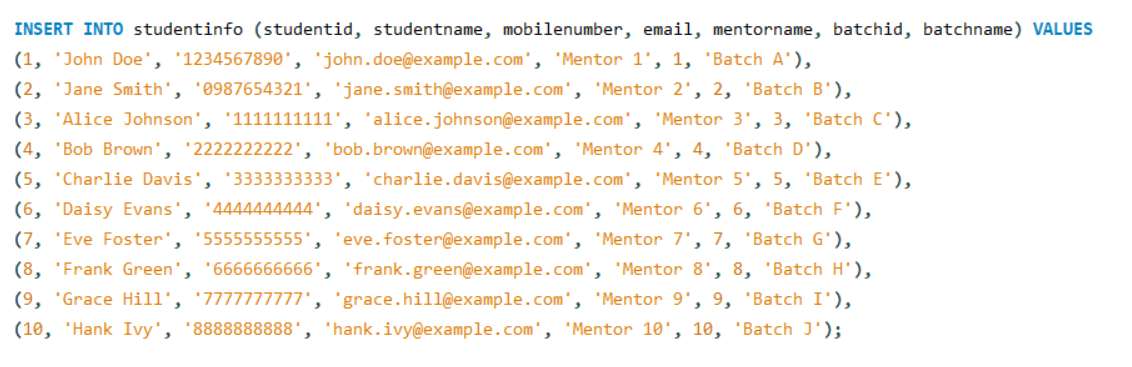 INSERT INTO studentinfo (studentid, studentname, mobilenumber, email, mentorname, batchid, batchname) VALUES
(1, 'John Doe', '1234567890', 'john.doe@example.com', 'Mentor 1', 1, 'Batch A'),
(2, 'Jane Smith', '0987654321', 'jane.smith@example.com', 'Mentor 2', 2, 'Batch B'),
(3, 'Alice Johnson', '1111111111', 'alice.johnson@example.com', 'Mentor 3', 3, 'Batch C'),
(4, 'Bob Brown', '2222222222', 'bob.brown@example.com', 'Mentor 4', 4, 'Batch D'),
(5, 'Charlie Davis', '3333333333', 'charlie.davis@example.com', 'Mentor 5', 5, 'Batch E'),
(6, 'Daisy Evans', '4444444444', 'daisy.evans@example.com', 'Mentor 6', 6, 'Batch F'),
(7, 'Eve Foster', '5555555555', 'eve.foster@example.com', 'Mentor 7', 7, 'Batch G'),
(8, 'Frank Green', '6666666666', 'frank.green@example.com', 'Mentor 8', 8, 'Batch H'),
(9, 'Grace Hill', '7777777777', 'grace.hill@example.com', 'Mentor 9', 9, 'Batch I'),
(10, 'Hank Ivy', '8888888888', 'hank.ivy@example.com', 'Mentor 10', 10, 'Batch J');